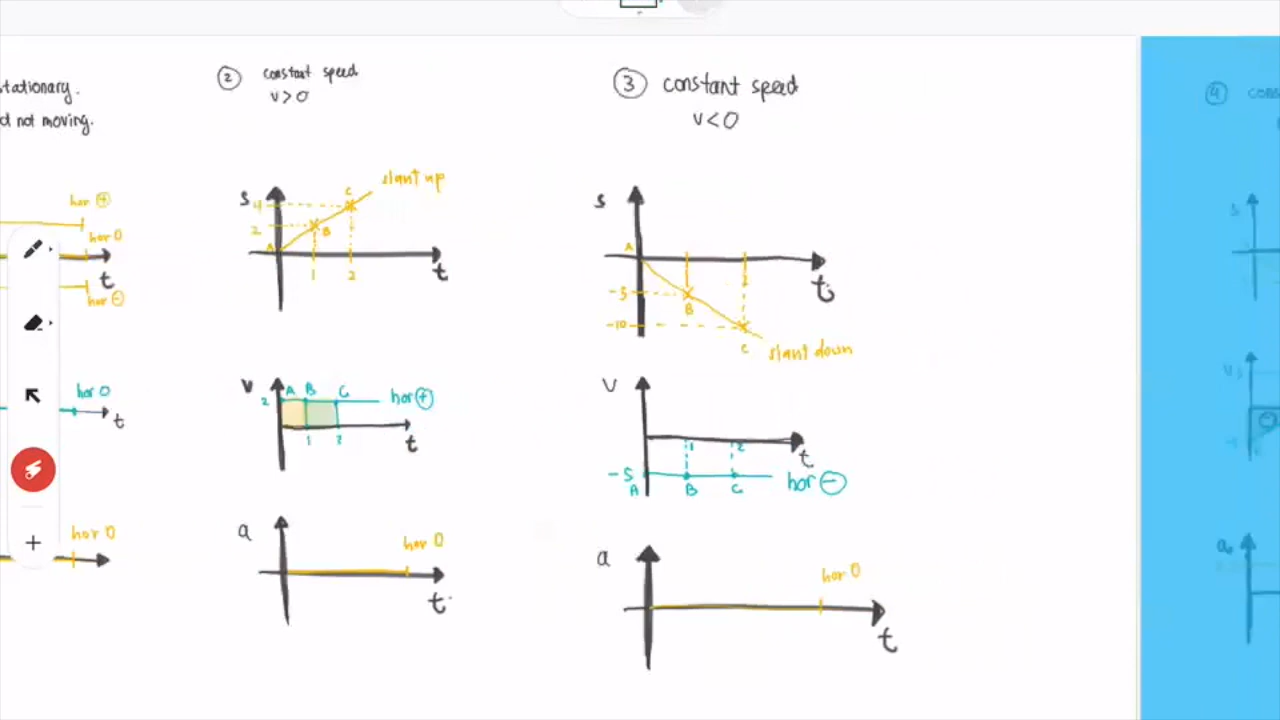 stationary.
d not moving.
hor +
hor 0
t
hor −
hor 0
t
hor 0
2 constant speed
v>0
slant up
s
4
C
2
B
A
1 2
t
v
A B C
2
hor +
1 2
t
a
hor 0
t
3 constant speed
v<0
s
A
-5
B
-10
C
slant down
t
v
1 2
t
-5
A B C
hor −
a
hor 0
t
4 cons
s